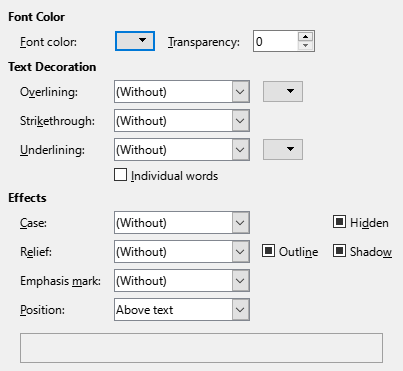 Font Color
Font color: Transparency: 0
Text Decoration
Overlining: (Without)
Strikethrough: (Without)
Underlining: (Without)
Individual words
Effects
Case: (Without) Hidden
Relief: (Without) Outline Shadow
Emphasis mark: (Without)
Position: Above text